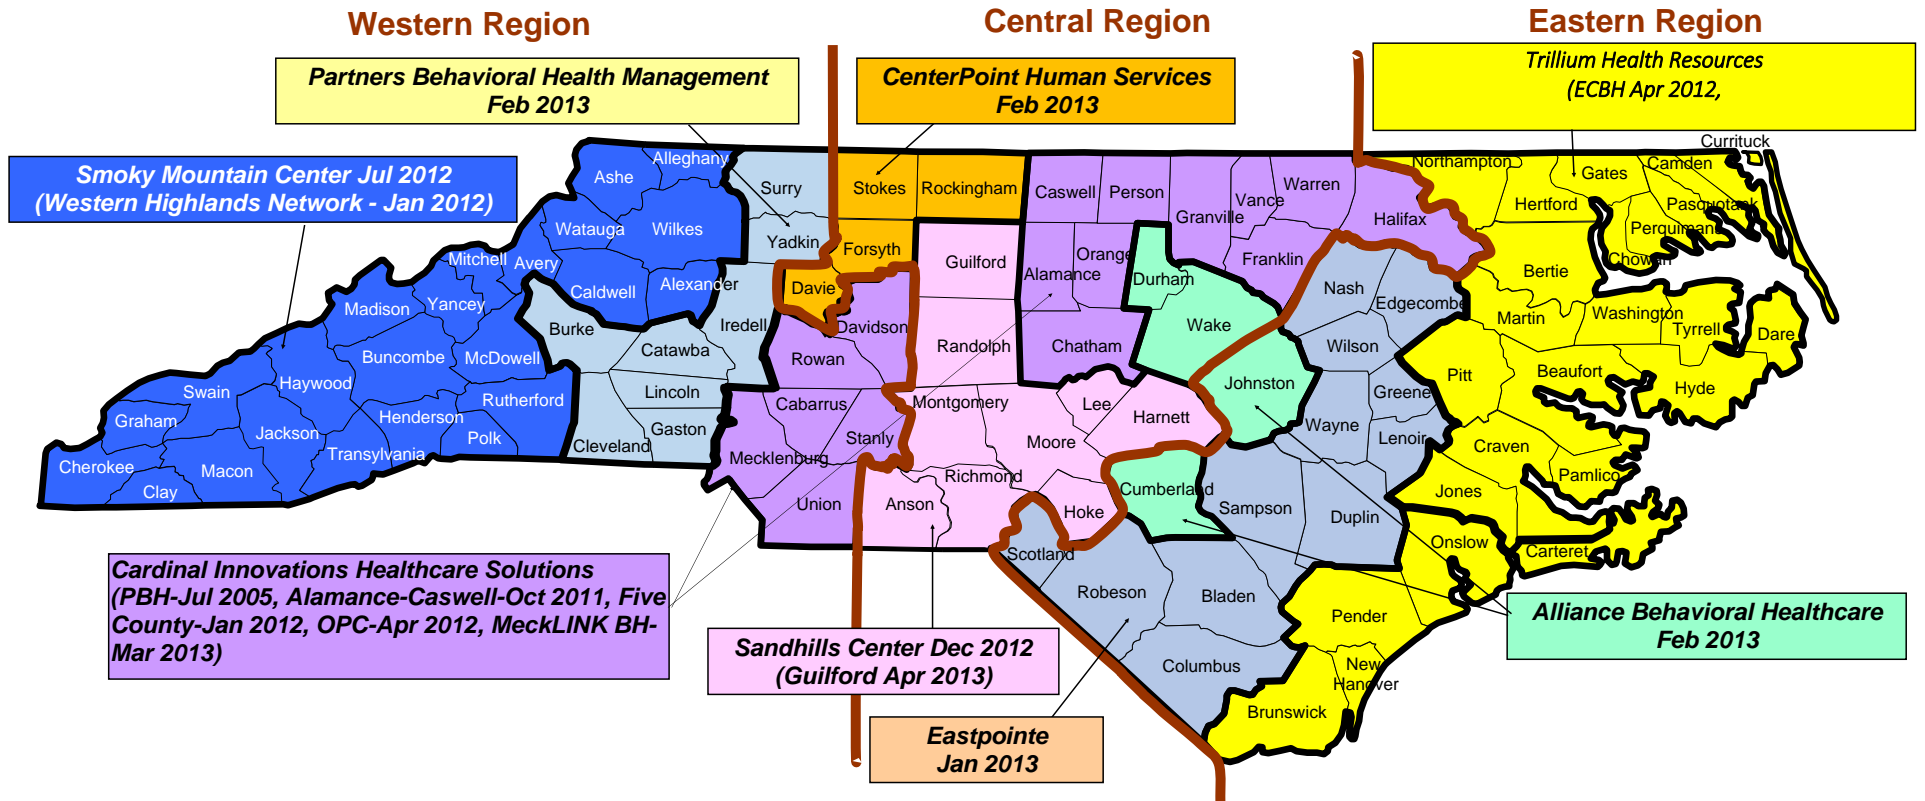 Western Region
Central Region
Eastern Region
Partners Behavioral Health Management
Feb 2013
CenterPoint Human Services
Feb 2013
Trillium Health Resources
(ECBH Apr 2012,
Smoky Mountain Center Jul 2012
(Western Highlands Network - Jan 2012)
Currituck
Alleghany
Northampton
Camden
Ashe
Surry
Stokes
Rockingham
Caswell
Person
Warren
Gates
Vance
Granville
Halifax
Hertford
Pasquotank
Watauga
Wilkes
Yadkin
Forsyth
Orange
Perquimans
Mitchell
Avery
Guilford
Alamance
Franklin
Chowan
Bertie
Durham
Caldwell
Alexander
Davie
Nash
Edgecombe
Madison
Yancey
Burke
Iredell
Davidson
Wake
Martin
Washington
Tyrrell
Dare
Buncombe
McDowell
Catawba
Rowan
Randolph
Chatham
Wilson
Swain
Haywood
Lincoln
Johnston
Pitt
Beaufort
Hyde
Rutherford
Cabarrus
Montgomery
Lee
Harnett
Greene
Graham
Henderson
Gaston
Stanly
Moore
Wayne
Jackson
Polk
Cleveland
Lenoir
Craven
Transylvania
Mecklenburg
Cherokee
Macon
Clay
Richmond
Cumberland
Pamlico
Jones
Union
Anson
Hoke
Sampson
Duplin
Scotland
Onslow
Carteret
Robeson
Bladen
Pender
Columbus
New
Hanover
Brunswick
Cardinal Innovations Healthcare Solutions
(PBH-Jul 2005, Alamance-Caswell-Oct 2011, Five
County-Jan 2012, OPC-Apr 2012, MeckLINK BH-
Mar 2013)
Sandhills Center Dec 2012
(Guilford Apr 2013)
Alliance Behavioral Healthcare
Feb 2013
Eastpointe
Jan 2013